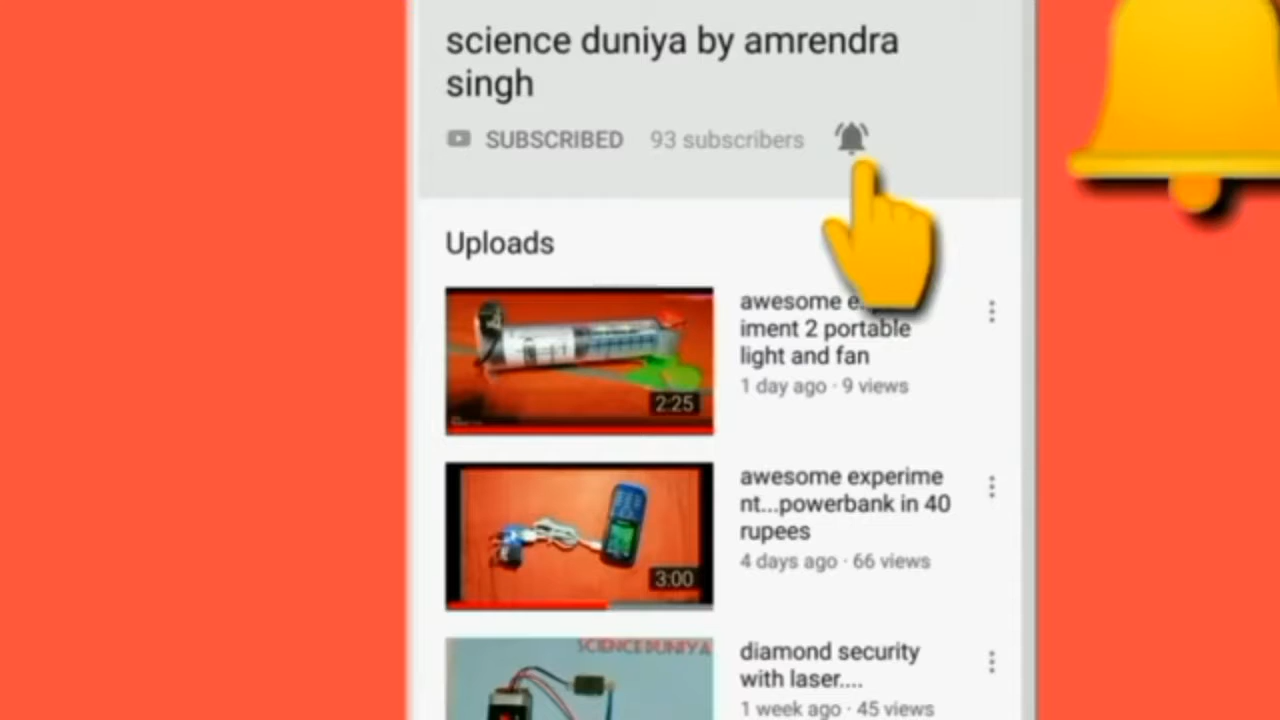 science duniya by amrendra
singh
SUBSCRIBED 93 subscribers
Uploads
awesome
iment 2 portable
light and fan
1 day ago · 9 views
2:25
awesome experime
nt...powerbank in 40
rupees
4 days ago · 66 views
3:00
SCIENCE DUNIYA
diamond security
with laser....
1 week ago · 45 views